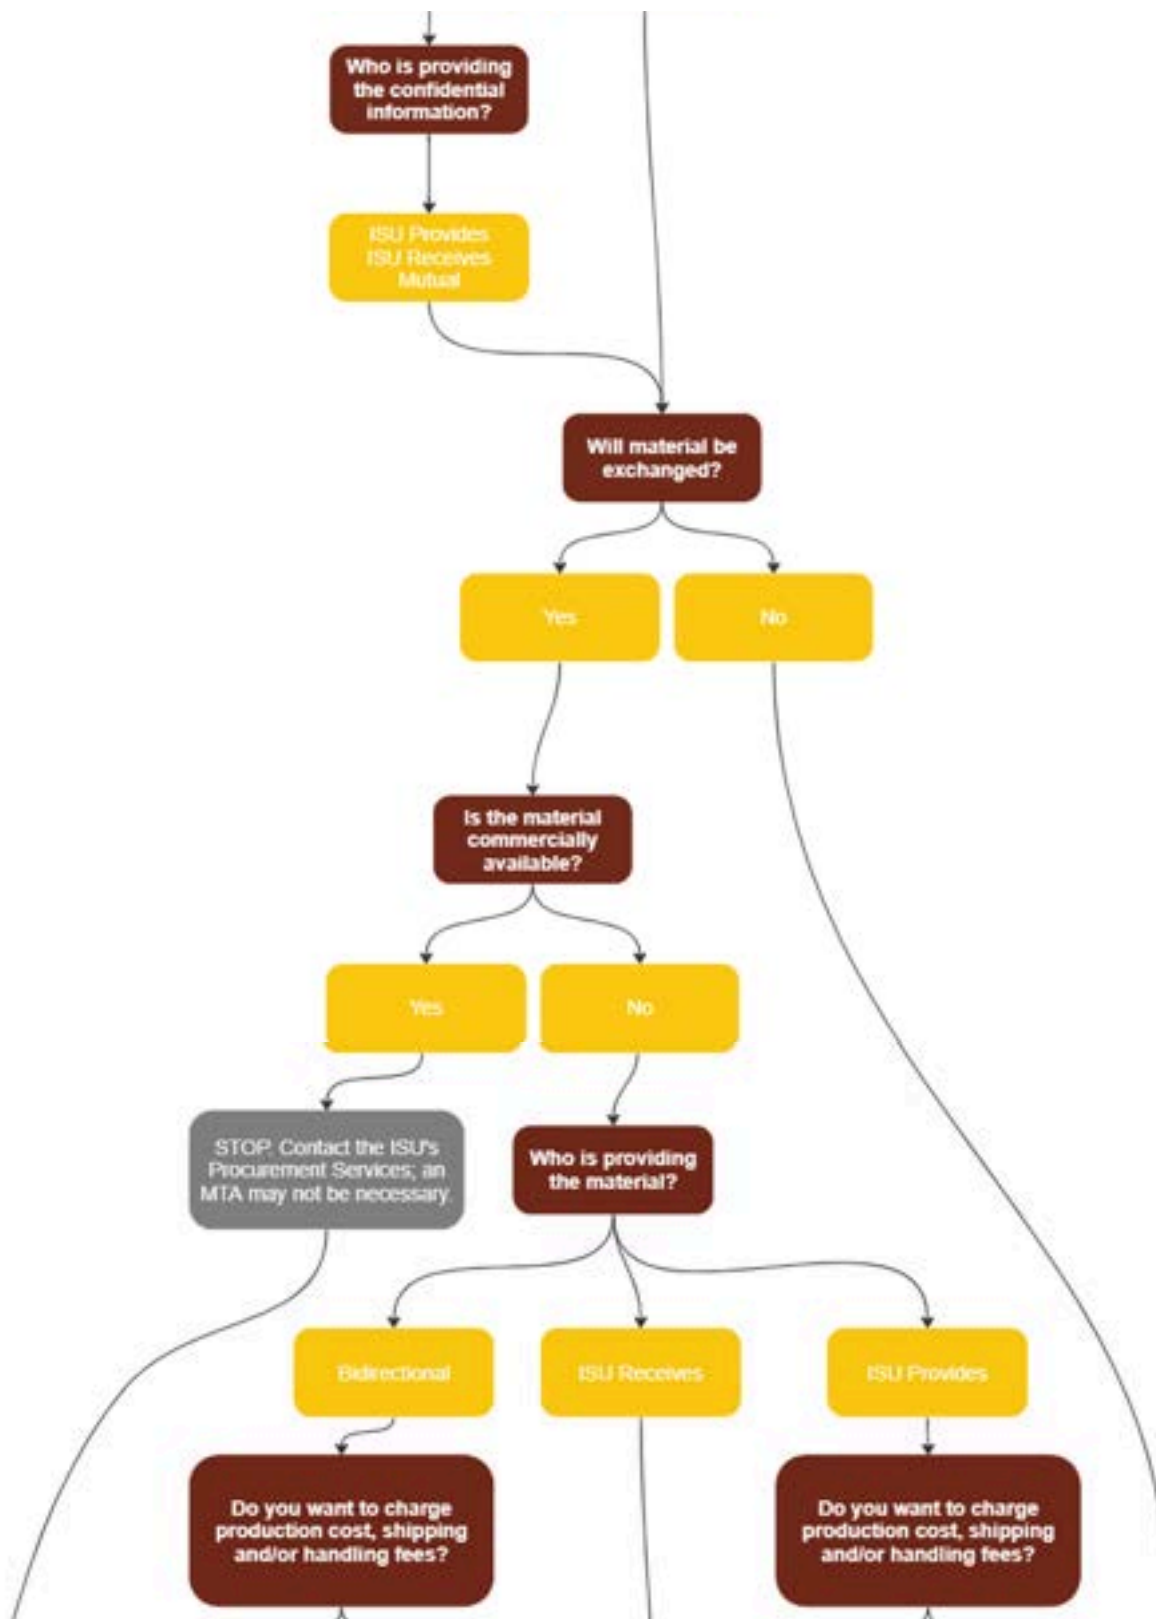 Who is providing
the confidential
information?
ISU Provides
ISU Receives
Mutual
Will material be
exchanged?
Yes
No
Is the material
commercially
available?
Yes
No
STOP. Contact the ISU's
Procurement Services; an
MTA may not be necessary.
Who is providing
the material?
Bidirectional
ISU Receives
ISU Provides
Do you want to charge
production cost, shipping
and/or handling fees?
Do you want to charge
production cost, shipping
and/or handling fees?